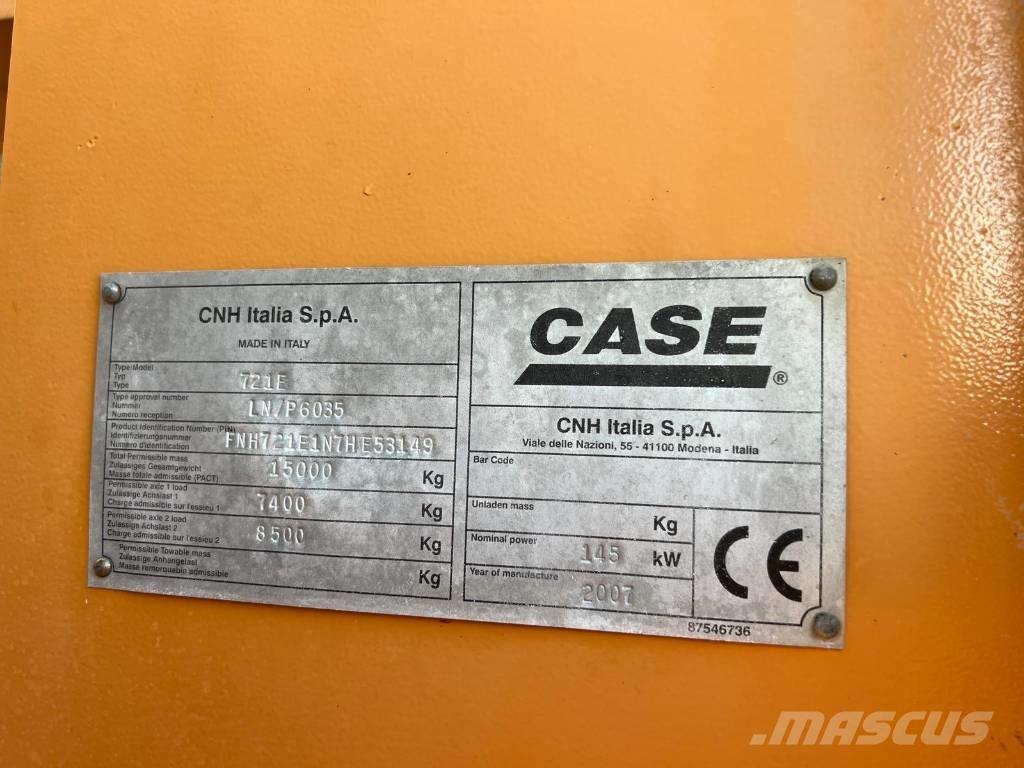 CNH Italia S.p.A.
MADE IN ITALY
Type/Model
Typ
Type
721E
Type approval number
Nummer
Numero reception
LN/P6035
Product Identification Number (PIN)
Identifizierungsnummer
Numero d'identification
FNH721E1N7HE53149
Total Permissible mass
Zulassiges Gesamtgewicht
Masse totale admissible (PACT)
15000 Kg
Permissible axle 1 load
Zulässige Achslast 1
Charge admissible sur l'essieu 1
7400 Kg
Permissible axle 2 load
Zulässige Achslast 2
Charge admissible sur l'essieu 2
8500 Kg
Permissible Towable mass
Zulässige Anhangelast
Masse remorquable admissible
Kg
CASE
®
CNH Italia S.p.A.
Viale delle Nazioni, 55 - 41100 Modena - Italia
Bar Code
Unladen mass
Kg
Nominal power 145 kW
Year of manufacture 2007
CE
87546736
.MASCUS